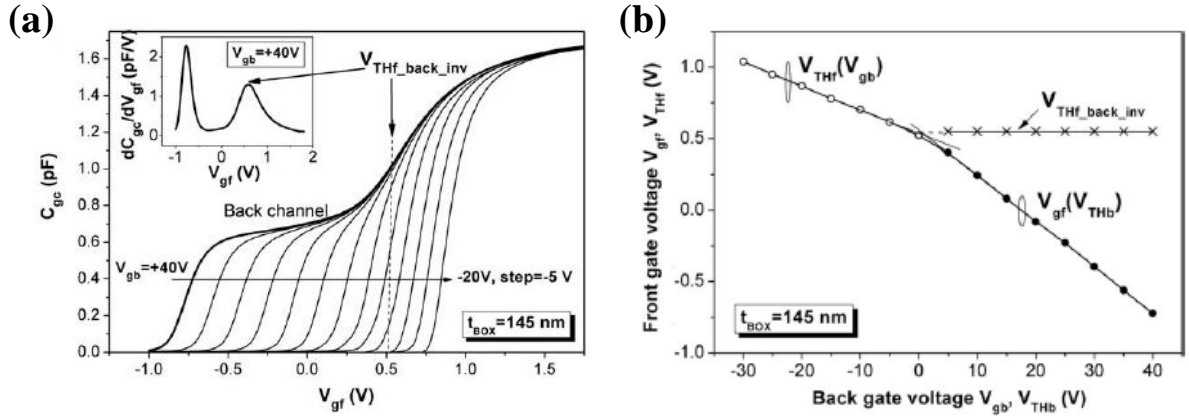 (a)
dC_gc/dV_gf (pF/V)
2
1
0
V_gb=+40V
-1 0 1 2
V_gf (V)
V_THf_back_inv
C_gc (pF)
1.6
1.4
1.2
1.0
0.8
0.6
0.4
0.2
0.0
Back channel
V_gb=+40V
-20V, step=-5 V
t_BOX=145 nm
-1.0 -0.5 0.0 0.5 1.0 1.5
V_gf (V)
(b)
Front gate voltage V_gf, V_THf (V)
1.0
0.5
0.0
-0.5
-1.0
V_THf(V_gb)
V_THf_back_inv
V_gf(V_THb)
t_BOX=145 nm
-30 -20 -10 0 10 20 30 40
Back gate voltage V_gb, V_THb (V)